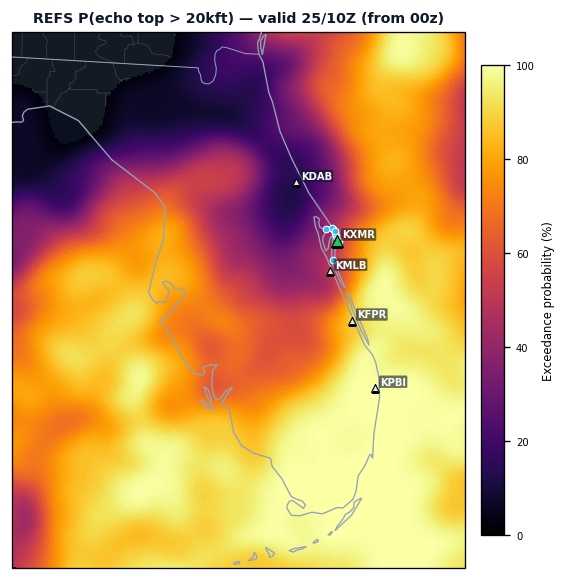 REFS P(echo top > 20kft) — valid 25/10Z (from 00z)
KDAB
KXMR
KMLB
KFPR
KPBI
100
80
60
40
20
0
Exceedance probability (%)